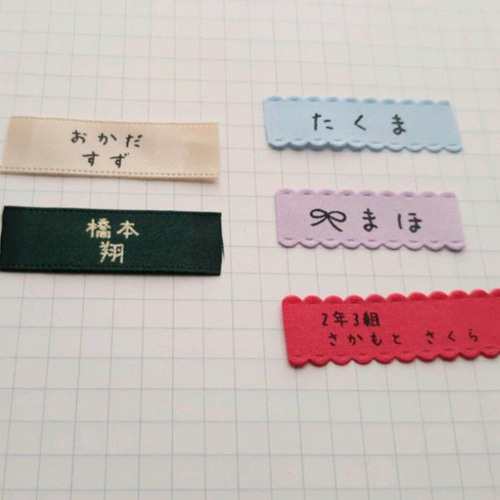 おかだ
すず
橋本
翔
たくま
まほ
2年3組
さかもと さくら